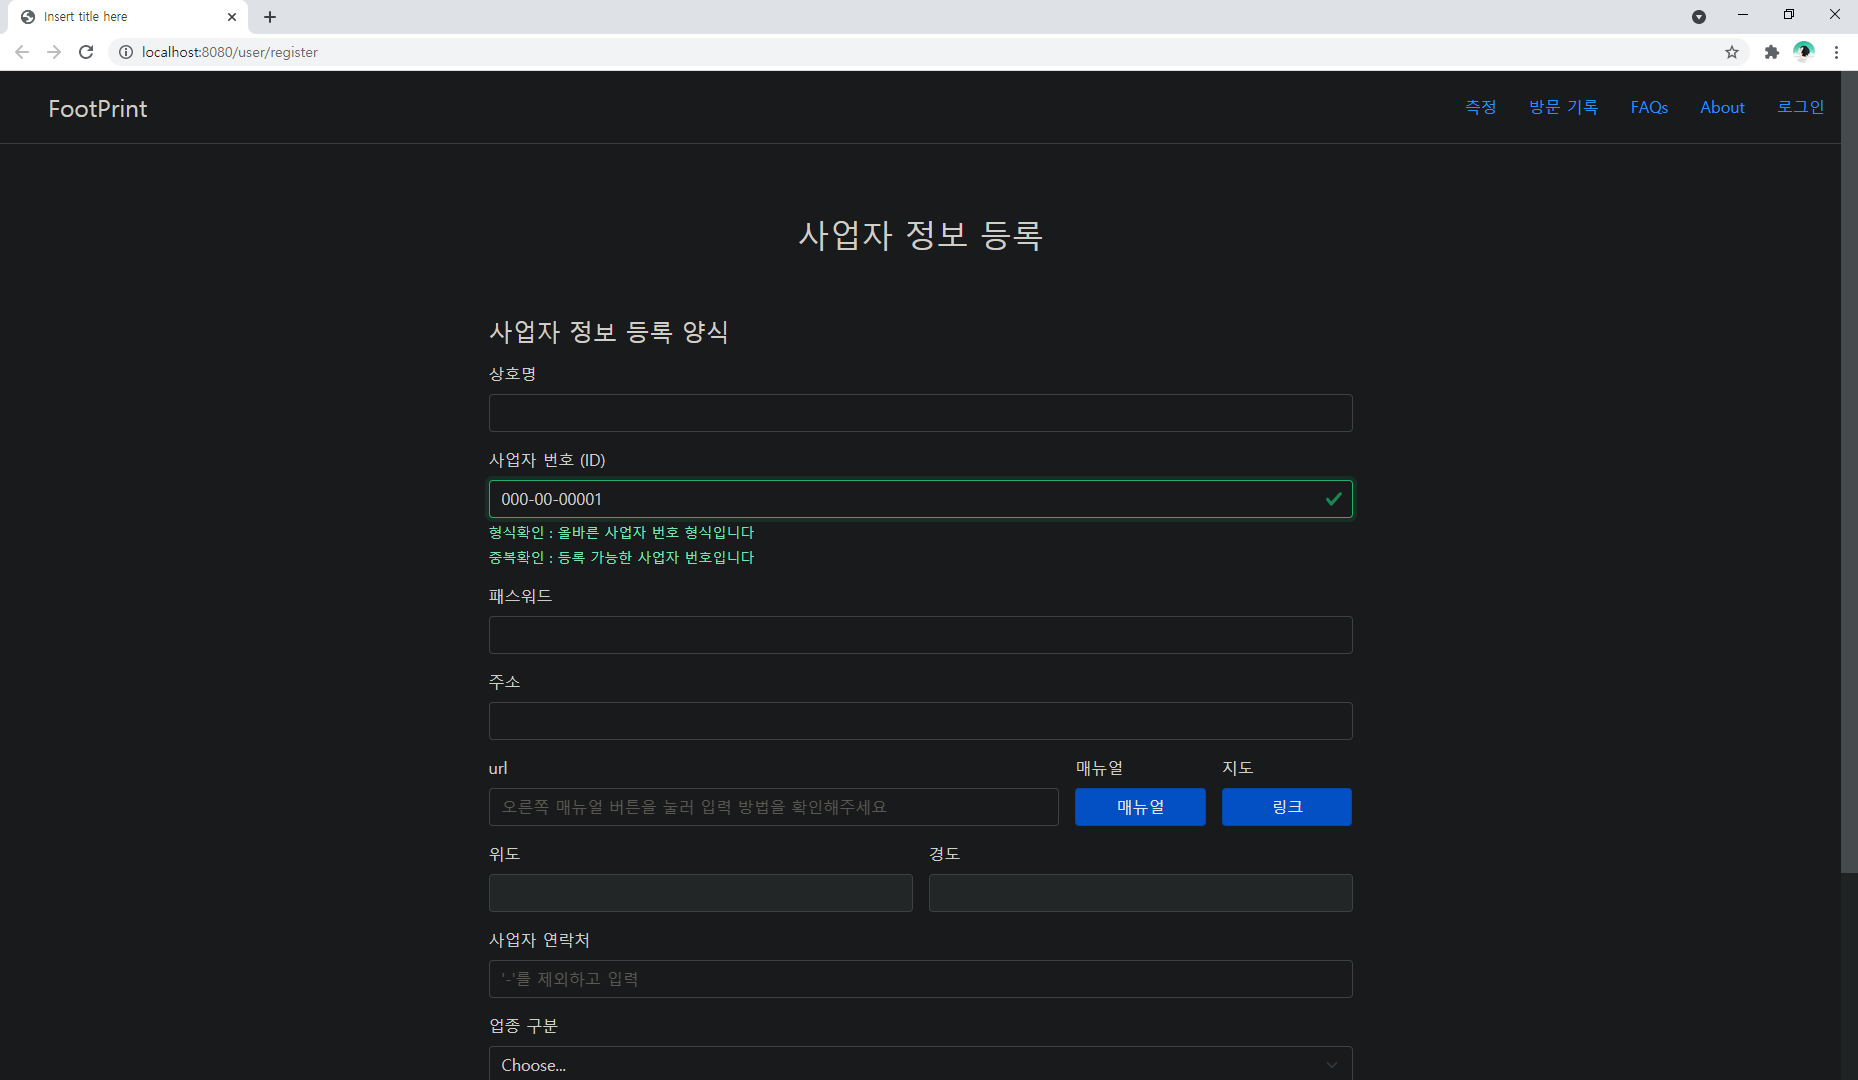 Insert title here
localhost:8080/user/register
FootPrint
측정 방문 기록 FAQs About 로그인
사업자 정보 등록
사업자 정보 등록 양식
상호명
사업자 번호 (ID)
000-00-00001
형식확인 : 올바른 사업자 번호 형식입니다
중복확인 : 등록 가능한 사업자 번호입니다
패스워드
주소
url 매뉴얼 지도
오른쪽 매뉴얼 버튼을 눌러 입력 방법을 확인해주세요 매뉴얼 링크
위도 경도
사업자 연락처
'-'를 제외하고 입력
업종 구분
Choose...